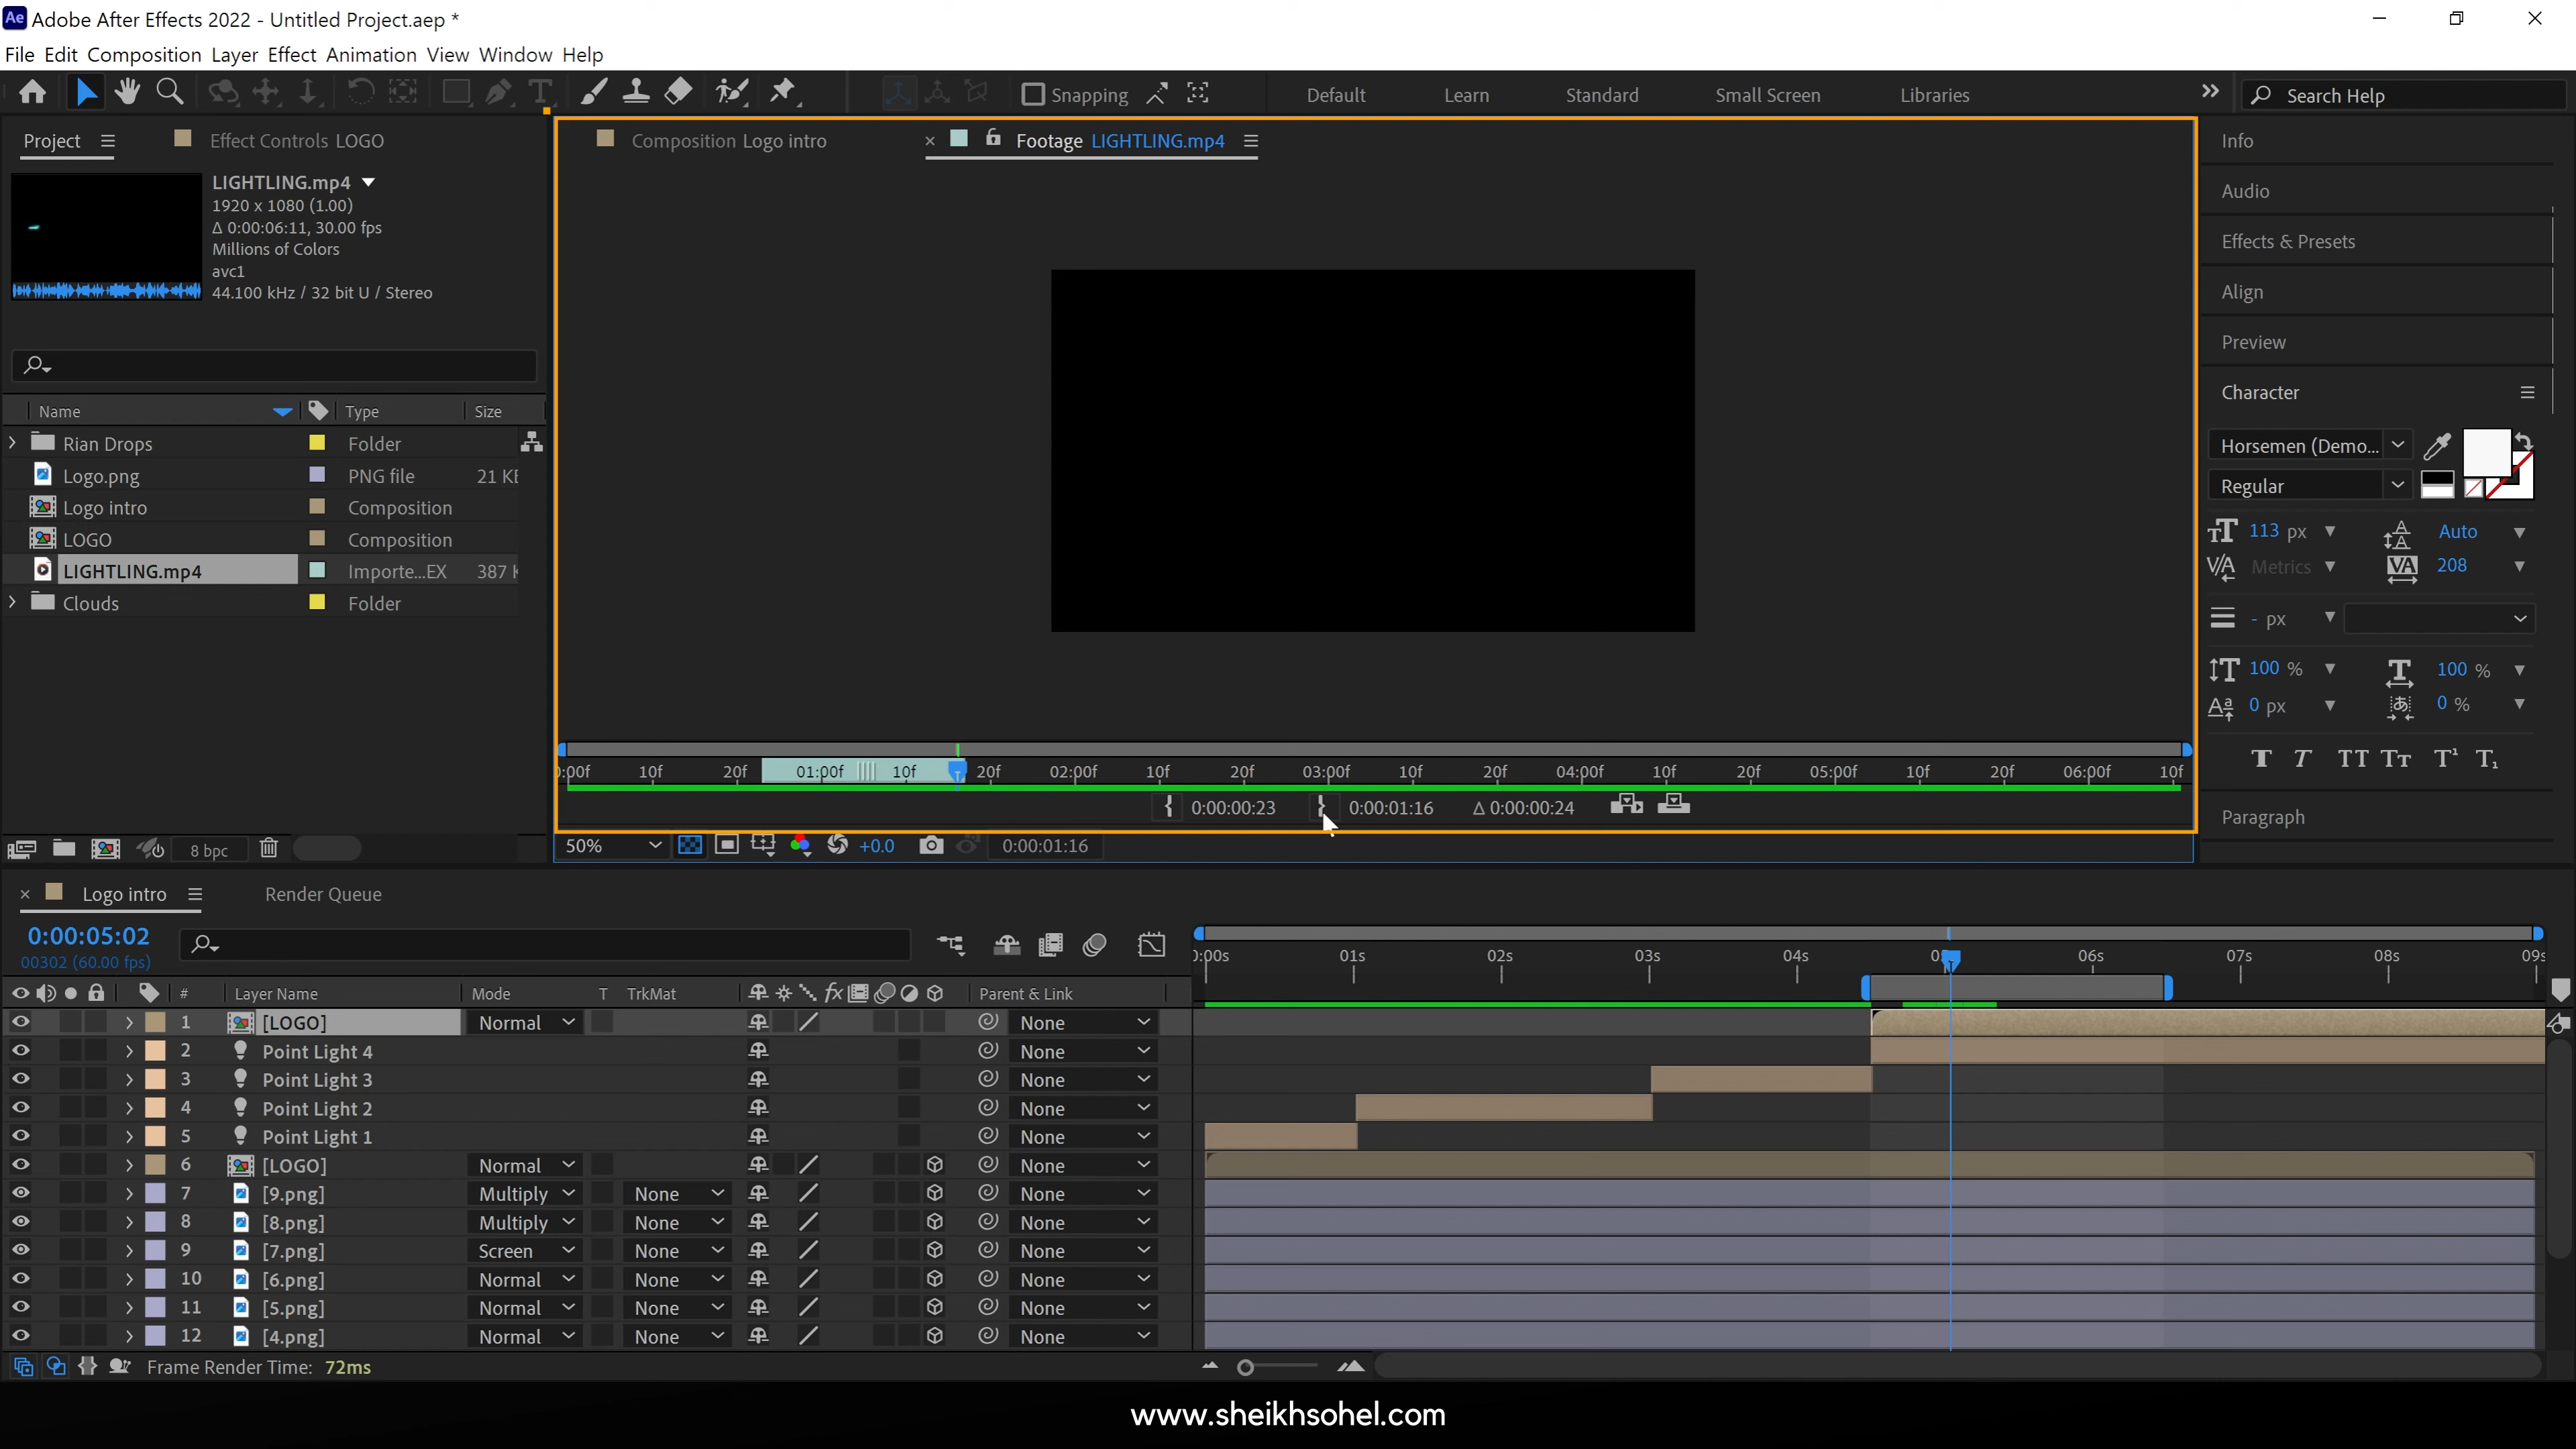 Adobe After Effects 2022 - Untitled Project.aep *
File Edit Composition Layer Effect Animation View Window Help
Snapping
Default
Learn
Standard
Small Screen
Libraries
Search Help
Project
Effect Controls LOGO
Composition Logo intro
Footage LIGHTLING.mp4
Info
LIGHTLING.mp4
1920 x 1080 (1.00)
Δ 0:00:06:11, 30.00 fps
Millions of Colors
avc1
44.100 kHz / 32 bit U / Stereo
Audio
Effects & Presets
Align
Preview
Character
Name Type Size
Rian Drops Folder
Logo.png PNG file 21 KE
Logo intro Composition
LOGO Composition
LIGHTLING.mp4 Importe...EX 387 K
Clouds Folder
Horsemen (Demo...
Regular
113 px Auto
Metrics 208
- px
100 % 100 %
0 px 0 %
T T TT Tt T¹ T₁
Paragraph
):00f 10f 20f 01:00f 10f 20f 02:00f 10f 20f 03:00f 10f 20f 04:00f 10f 20f 05:00f 10f 20f 06:00f 10f
0:00:00:23 0:00:01:16 Δ 0:00:00:24
8 bpc
50% +0.0 0:00:01:16
Logo intro
Render Queue
0:00:05:02
00302 (60.00 fps)
):00s 01s 02s 03s 04s 05s 06s 07s 08s 09s
# Layer Name Mode T TrkMat Parent & Link
1 [LOGO] Normal None
2 Point Light 4 None
3 Point Light 3 None
4 Point Light 2 None
5 Point Light 1 None
6 [LOGO] Normal None
7 [9.png] Multiply None None
8 [8.png] Multiply None None
9 [7.png] Screen None None
10 [6.png] Normal None None
11 [5.png] Normal None None
12 [4.png] Normal None None
Frame Render Time: 72ms
www.sheikhsohel.com